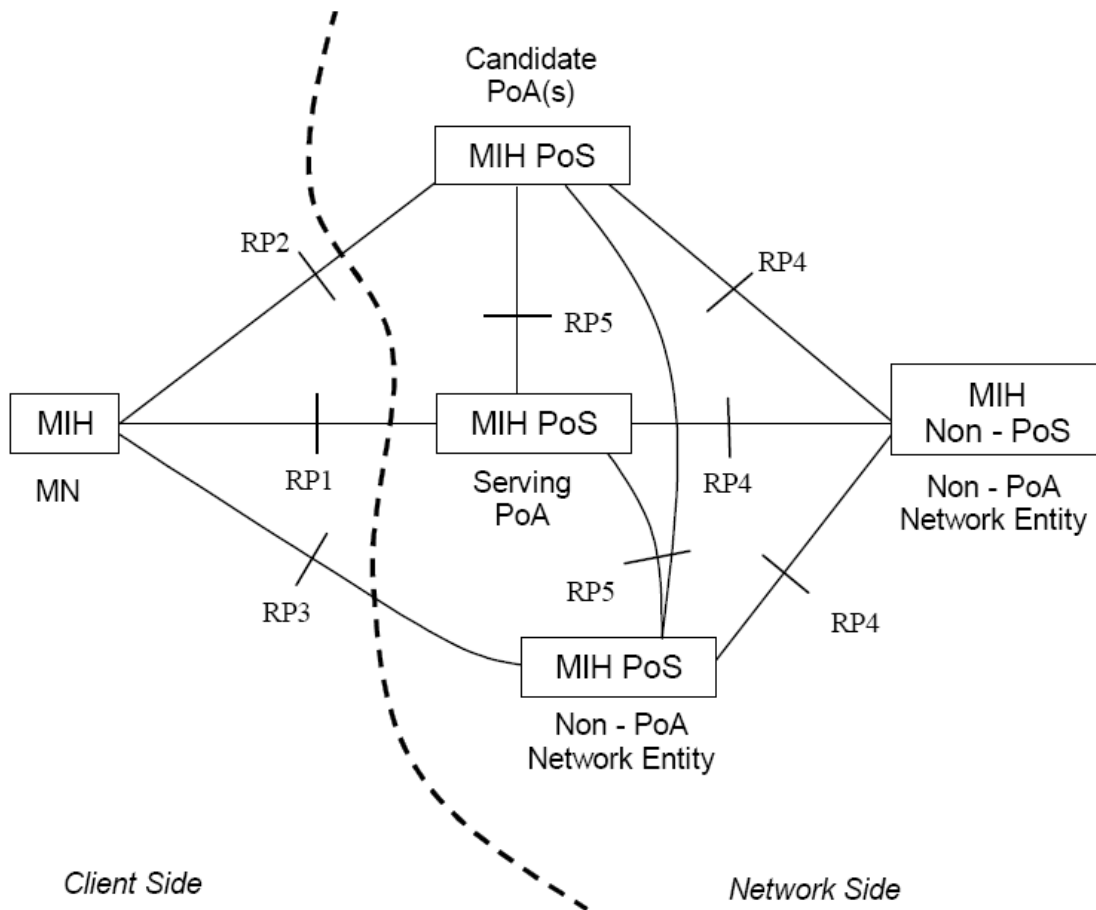 Candidate
PoA(s)
MIH PoS
RP2
RP4
RP5
MIH
MN
RP1
MIH PoS
Serving
PoA
RP4
MIH
Non - PoS
Non - PoA
Network Entity
RP3
RP5
RP4
MIH PoS
Non - PoA
Network Entity
Client Side
Network Side